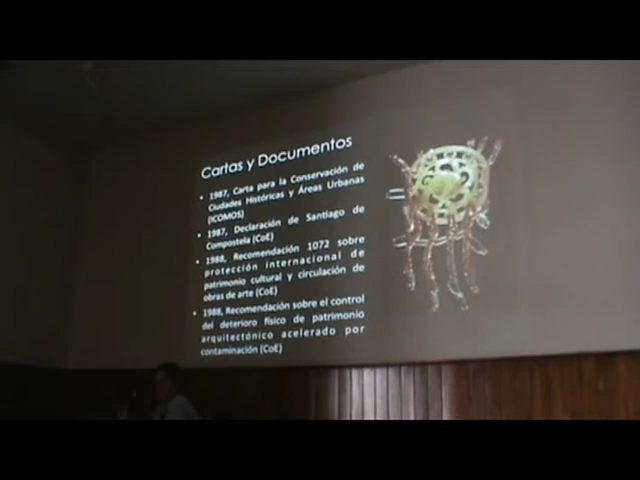 Cartas y Documentos
• 1987, Carta para la Conservación de
Ciudades Históricas y Áreas Urbanas
(ICOMOS)
• 1987, Declaración de Santiago de
Compostela (CoE)
• 1988, Recomendación 1072 sobre
protección internacional de
patrimonio cultural y circulación de
obras de arte (CoE)
• 1988, Recomendación sobre el control
del deterioro físico de patrimonio
arquitectónico acelerado por
contaminación (CoE)